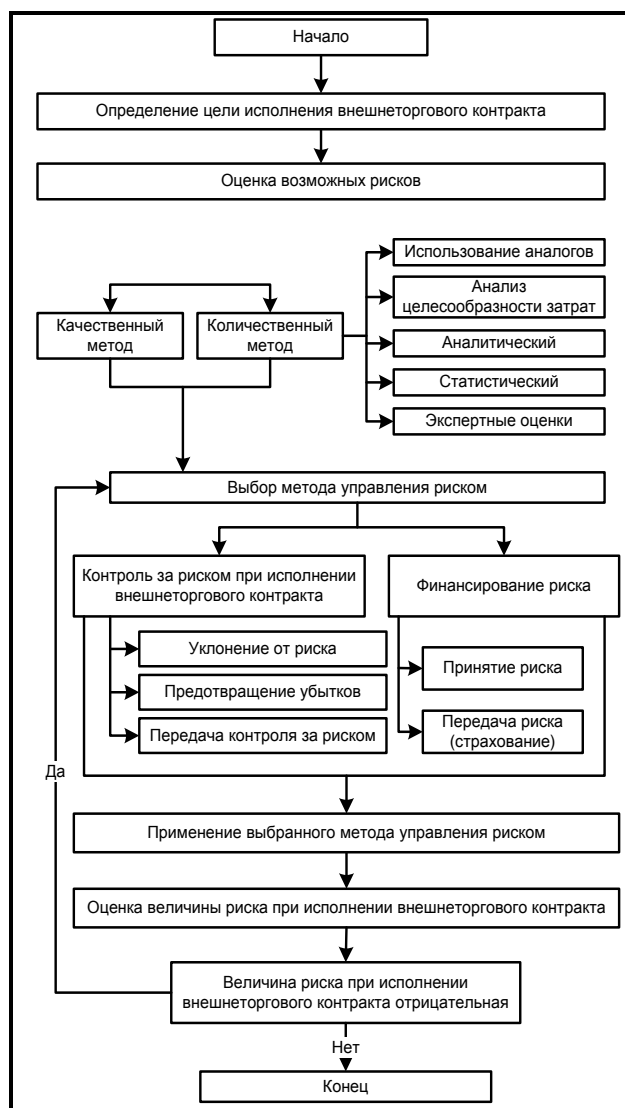 Начало
Определение цели исполнения внешнеторгового контракта
Оценка возможных рисков
Качественный
метод
Количественный
метод
Использование аналогов
Анализ
целесообразности затрат
Аналитический
Статистический
Экспертные оценки
Выбор метода управления риском
Контроль за риском при исполнении
внешнеторгового контракта
Финансирование риска
Уклонение от риска
Предотвращение убытков
Передача контроля за риском
Принятие риска
Передача риска
(страхование)
Да
Применение выбранного метода управления риском
Оценка величины риска при исполнении внешнеторгового контракта
Величина риска при исполнении
внешнеторгового контракта отрицательная
Нет
Конец